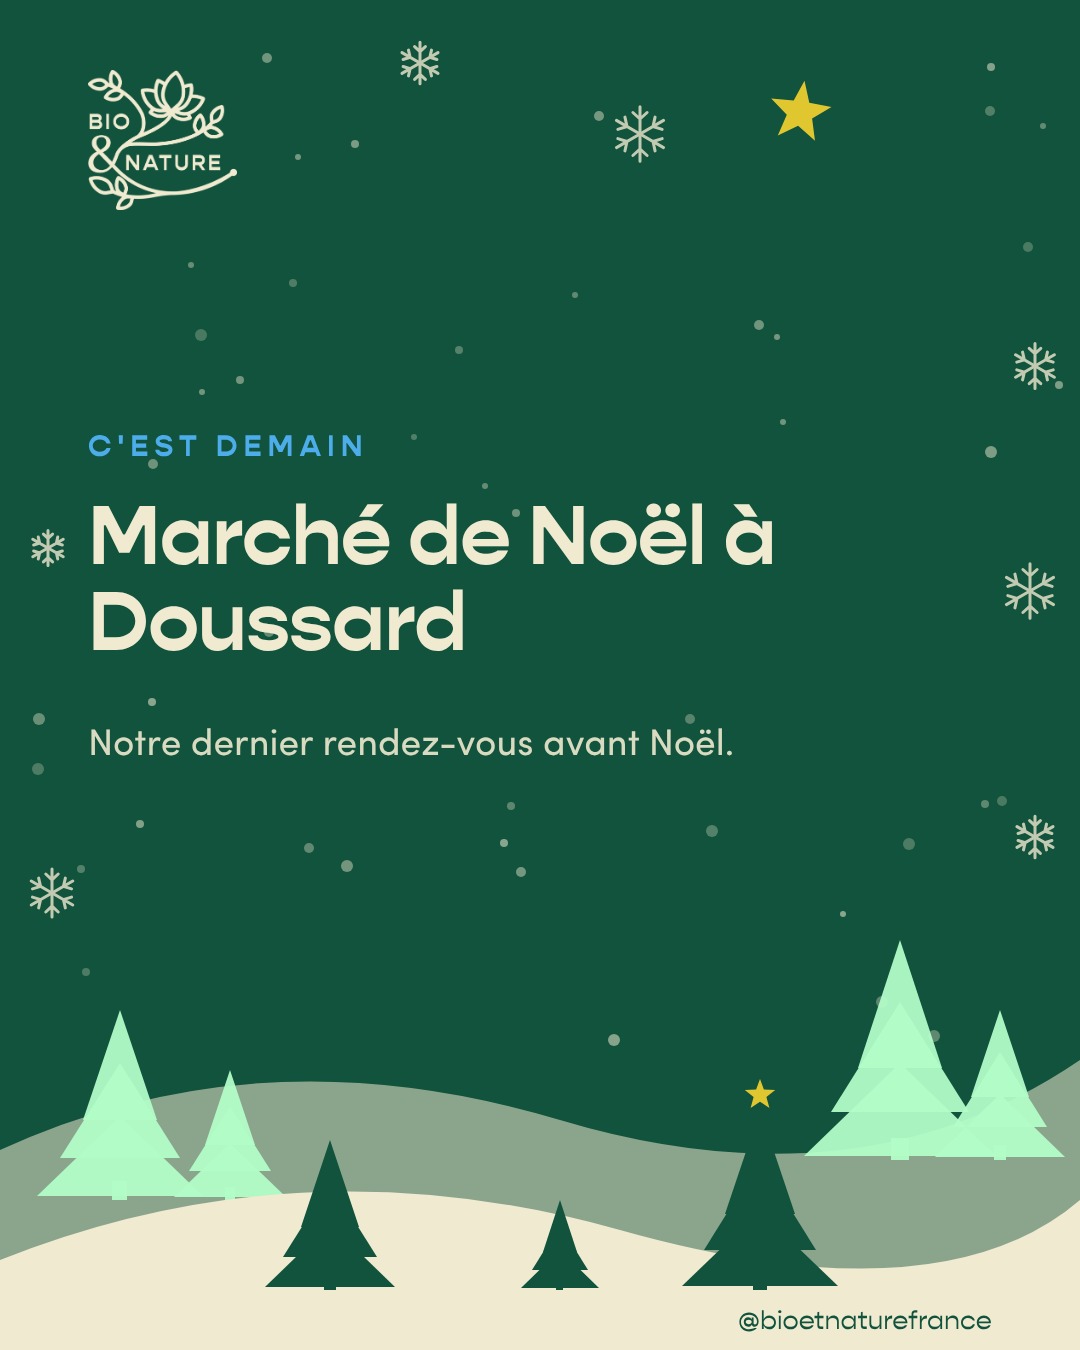 BIO
& NATURE
C'EST DEMAIN
Marché de Noël à
Doussard
Notre dernier rendez-vous avant Noël.
@bioetnaturefrance